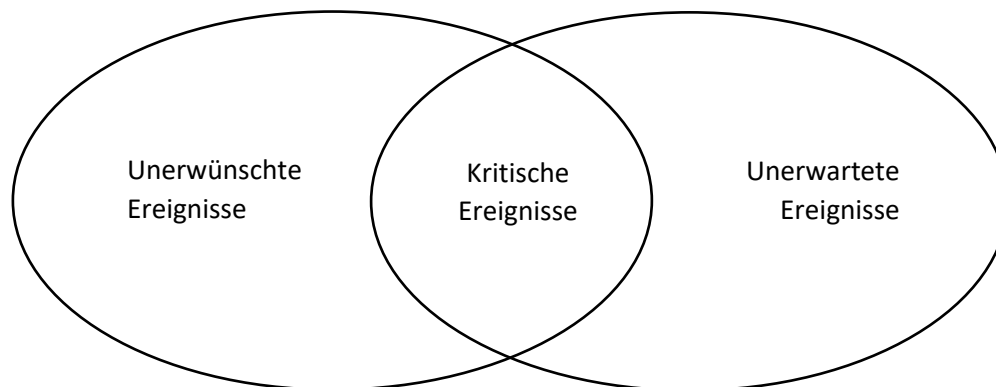 Unerwünschte
Ereignisse
Kritische
Ereignisse
Unerwartete
Ereignisse